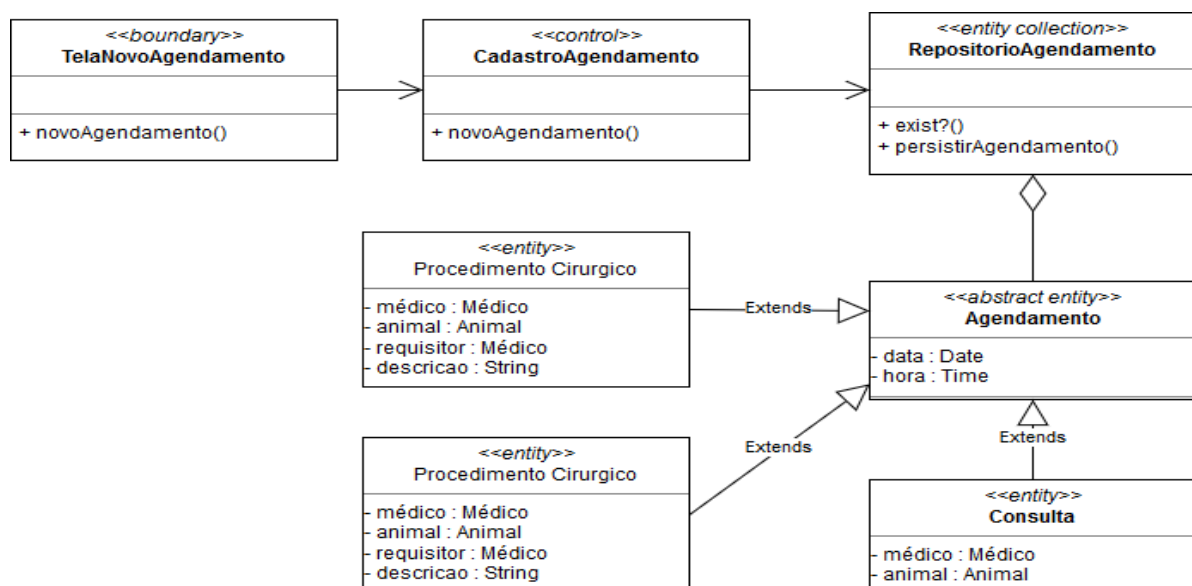 <<boundary>>
TelaNovoAgendamento
+ novoAgendamento()
<<control>>
CadastroAgendamento
+ novoAgendamento()
<<entity collection>>
RepositorioAgendamento
+ exist?()
+ persistirAgendamento()
<<entity>>
Procedimento Cirurgico
- médico : Médico
- animal : Animal
- requisitor : Médico
- descricao : String
Extends
<<abstract entity>>
Agendamento
- data : Date
- hora : Time
<<entity>>
Procedimento Cirurgico
- médico : Médico
- animal : Animal
- requisitor : Médico
- descricao : String
Extends
Extends
<<entity>>
Consulta
- médico : Médico
- animal : Animal